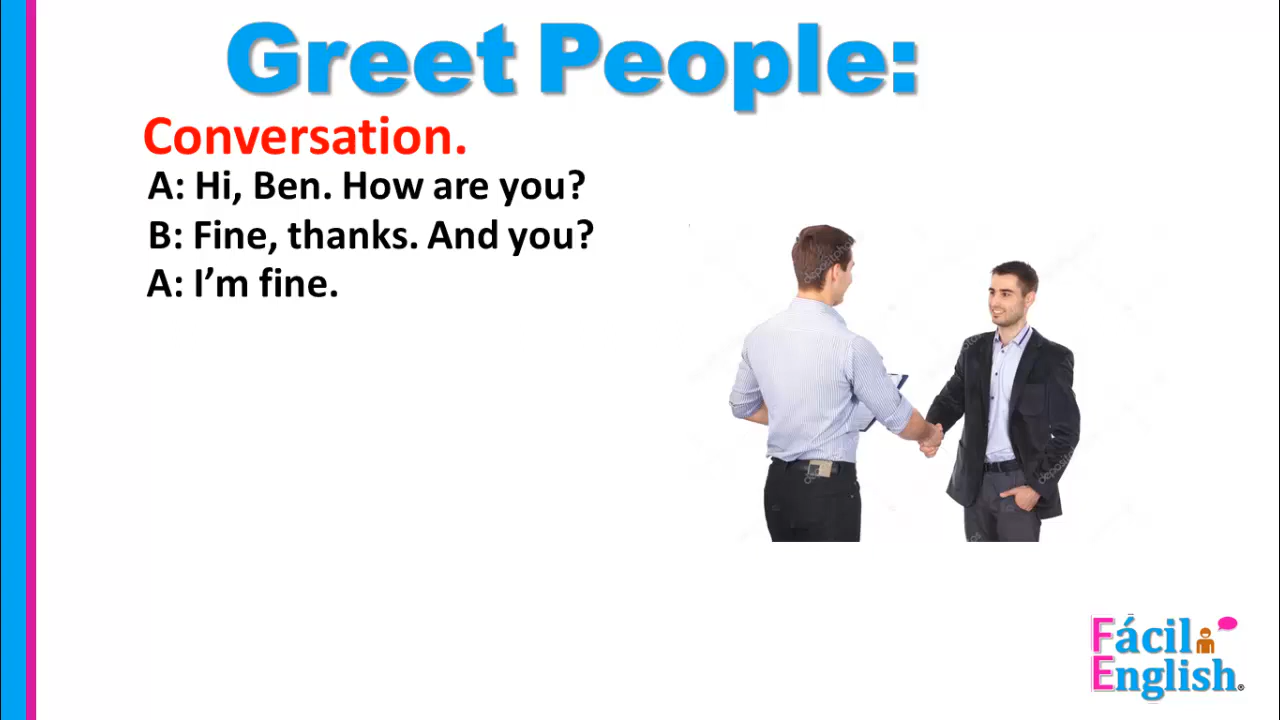 Greet People:
Conversation.
A: Hi, Ben. How are you?
B: Fine, thanks. And you?
A: I’m fine.
Fácil
English®